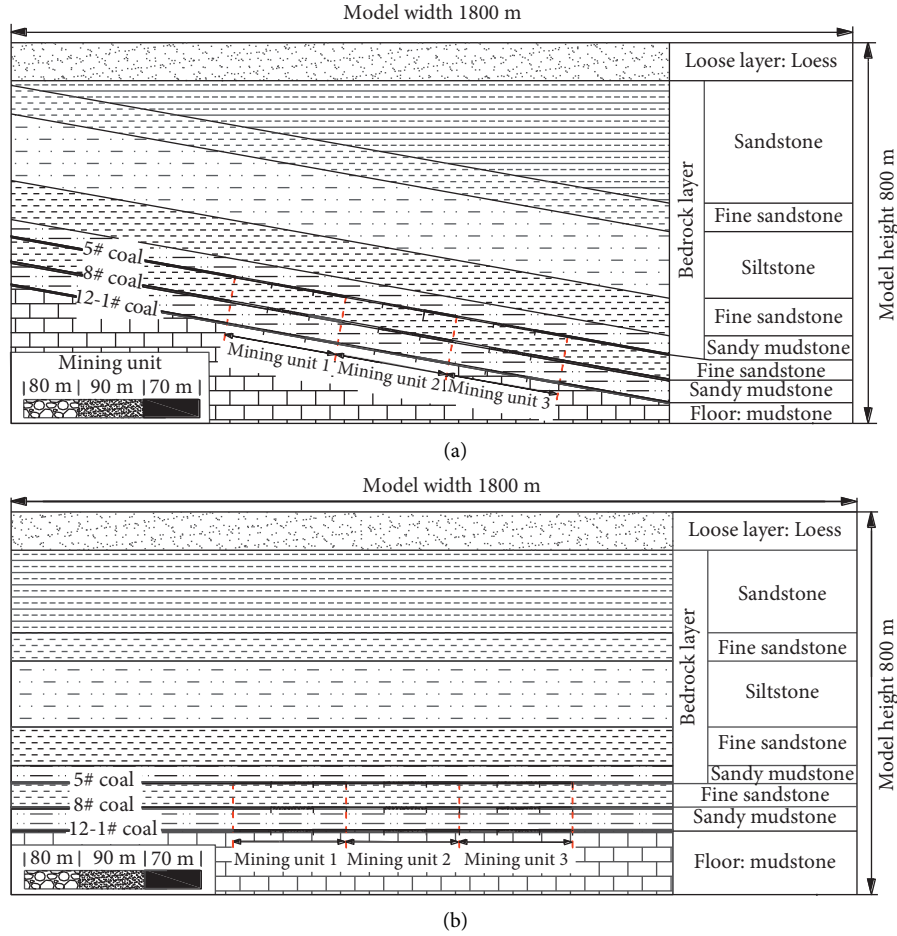 Model width 1800 m
Loose layer: Loess
Bedrock layer
Sandstone
Fine sandstone
Siltstone
Fine sandstone
Sandy mudstone
Fine sandstone
Sandy mudstone
Floor: mudstone
Model height 800 m
5# coal
8# coal
12-1# coal
Mining unit 1
Mining unit 2
Mining unit 3
Mining unit
80 m 90 m 70 m
(a)
Model width 1800 m
Loose layer: Loess
Bedrock layer
Sandstone
Fine sandstone
Siltstone
Fine sandstone
Sandy mudstone
Fine sandstone
Sandy mudstone
Floor: mudstone
Model height 800 m
5# coal
8# coal
12-1# coal
Mining unit 1
Mining unit 2
Mining unit 3
80 m 90 m 70 m
(b)